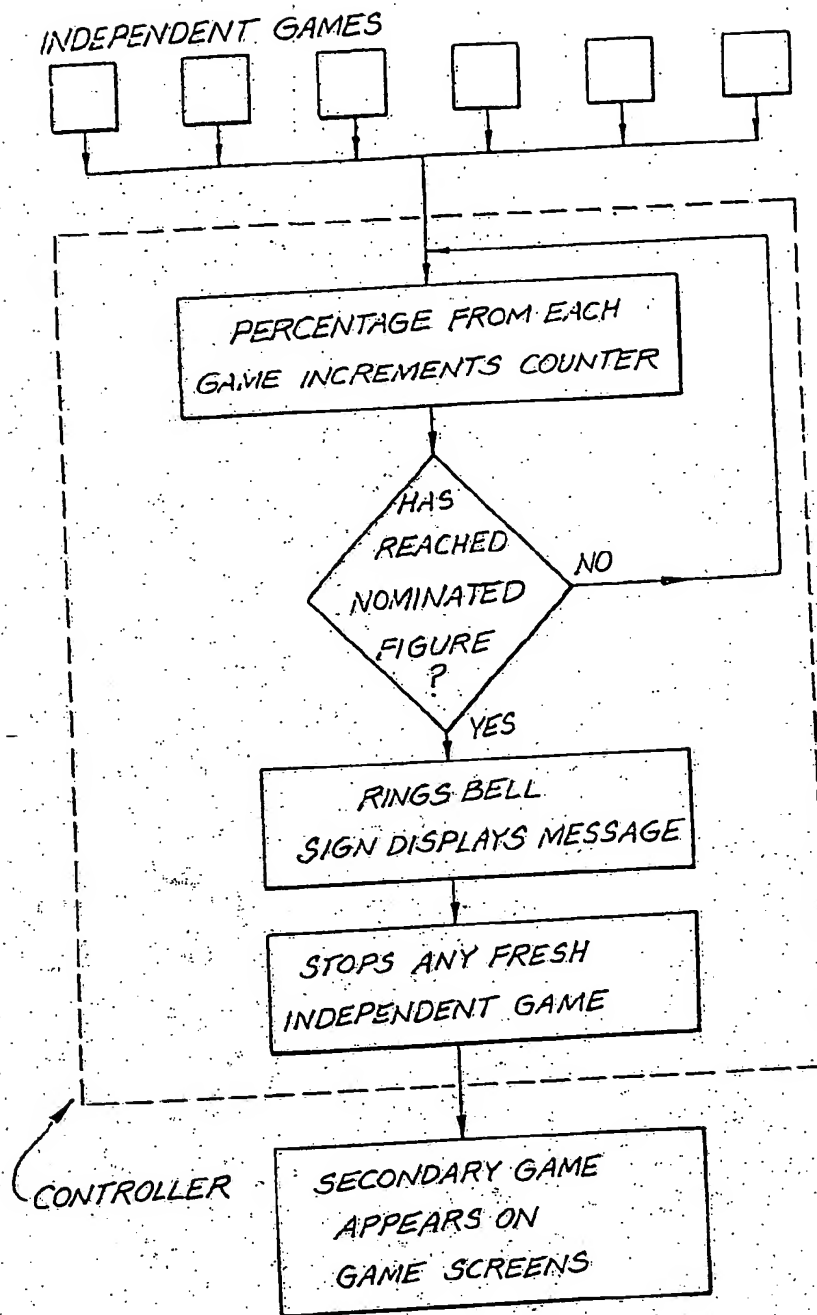 INDEPENDENT GAMES
PERCENTAGE FROM EACH
GAME INCREMENTS COUNTER
HAS
REACHED
NOMINATED
FIGURE
?
NO
YES
RINGS BELL
SIGN DISPLAYS MESSAGE
STOPS ANY FRESH
INDEPENDENT GAME
CONTROLLER
SECONDARY GAME
APPEARS ON
GAME SCREENS